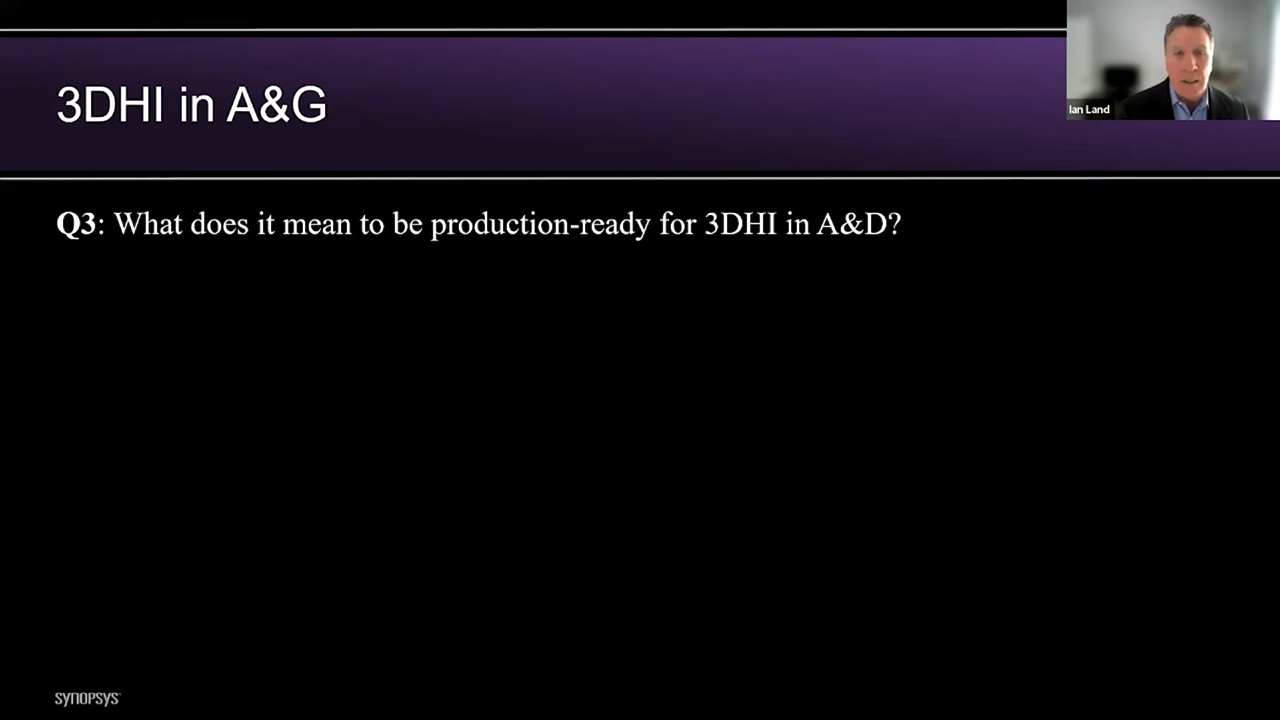 3DHI in A&G
Ian Land
Q3: What does it mean to be production-ready for 3DHI in A&D?
SYNOPSYS